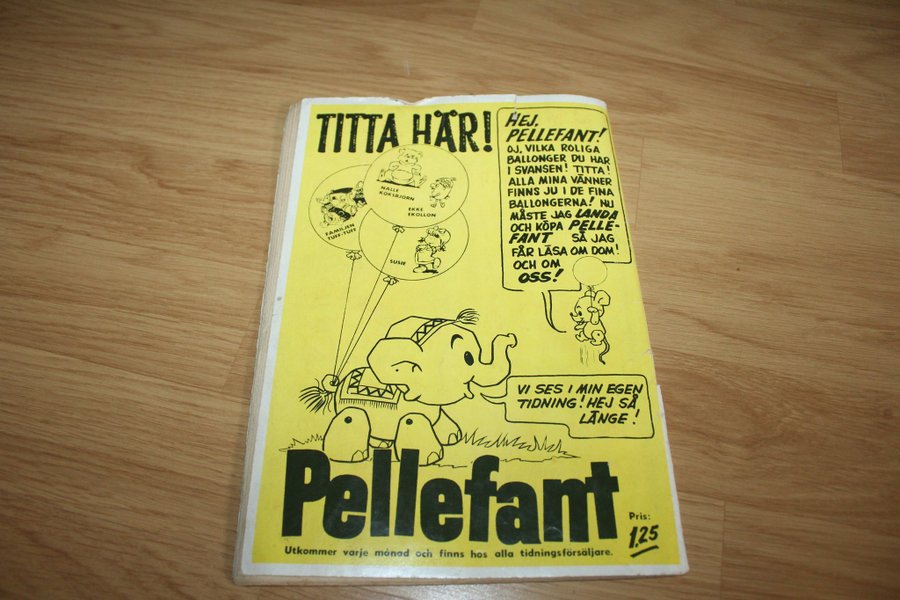 TITTA HÄR!
HEJ,
PELLEFANT!
OJ, VILKA ROLIGA
BALLONGER DU HAR
I SVANSEN! TITTA!
ALLA MINA VÄNNER
FINNS JU I DE FINA
BALLONGERNA! NU
MÅSTE JAG LANDA
OCH KÖPA PELLE-
FANT SÅ JAG
FÅR LÄSA OM DOM!
OCH OM
OSS!
NALLE
KOKSBJÖRN
EKKE
EKOLLON
FAMILJEN
TUFF-TUFF
SUSIE
VI SES I MIN EGEN
TIDNING! HEJ SÅ
LÄNGE!
Pellefant
Pris:
1,25
Utkommer varje månad och finns hos alla tidningsförsäljare.